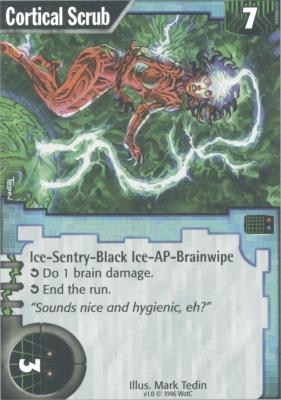 Cortical Scrub
7
TEDIN
Ice-Sentry-Black Ice-AP-Brainwipe
Do 1 brain damage.
End the run.
“Sounds nice and hygienic, eh?”
3
Illus. Mark Tedin
v1.0 © 1996 WotC